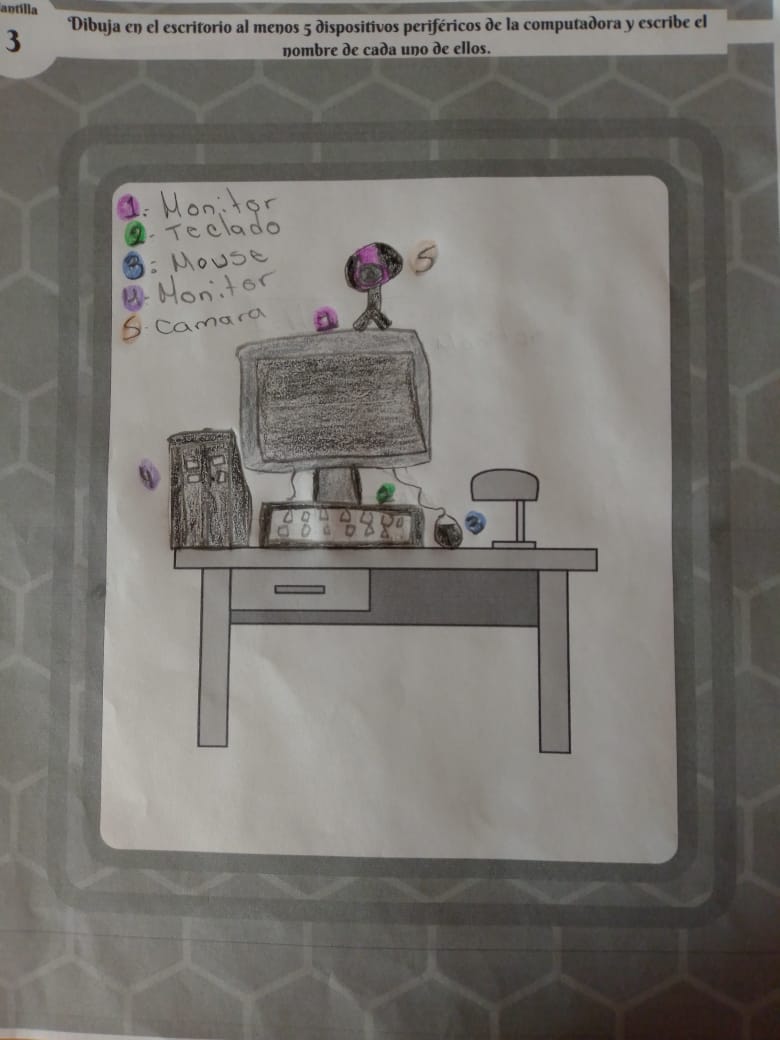 antilla
3
Dibuja en el escritorio al menos 5 dispositivos periféricos de la computadora y escribe el
nombre de cada uno de ellos.
1: Monitor
2- Teclado
3: Mouse
4- Monitor
5- Camara
5
1
4
2
3